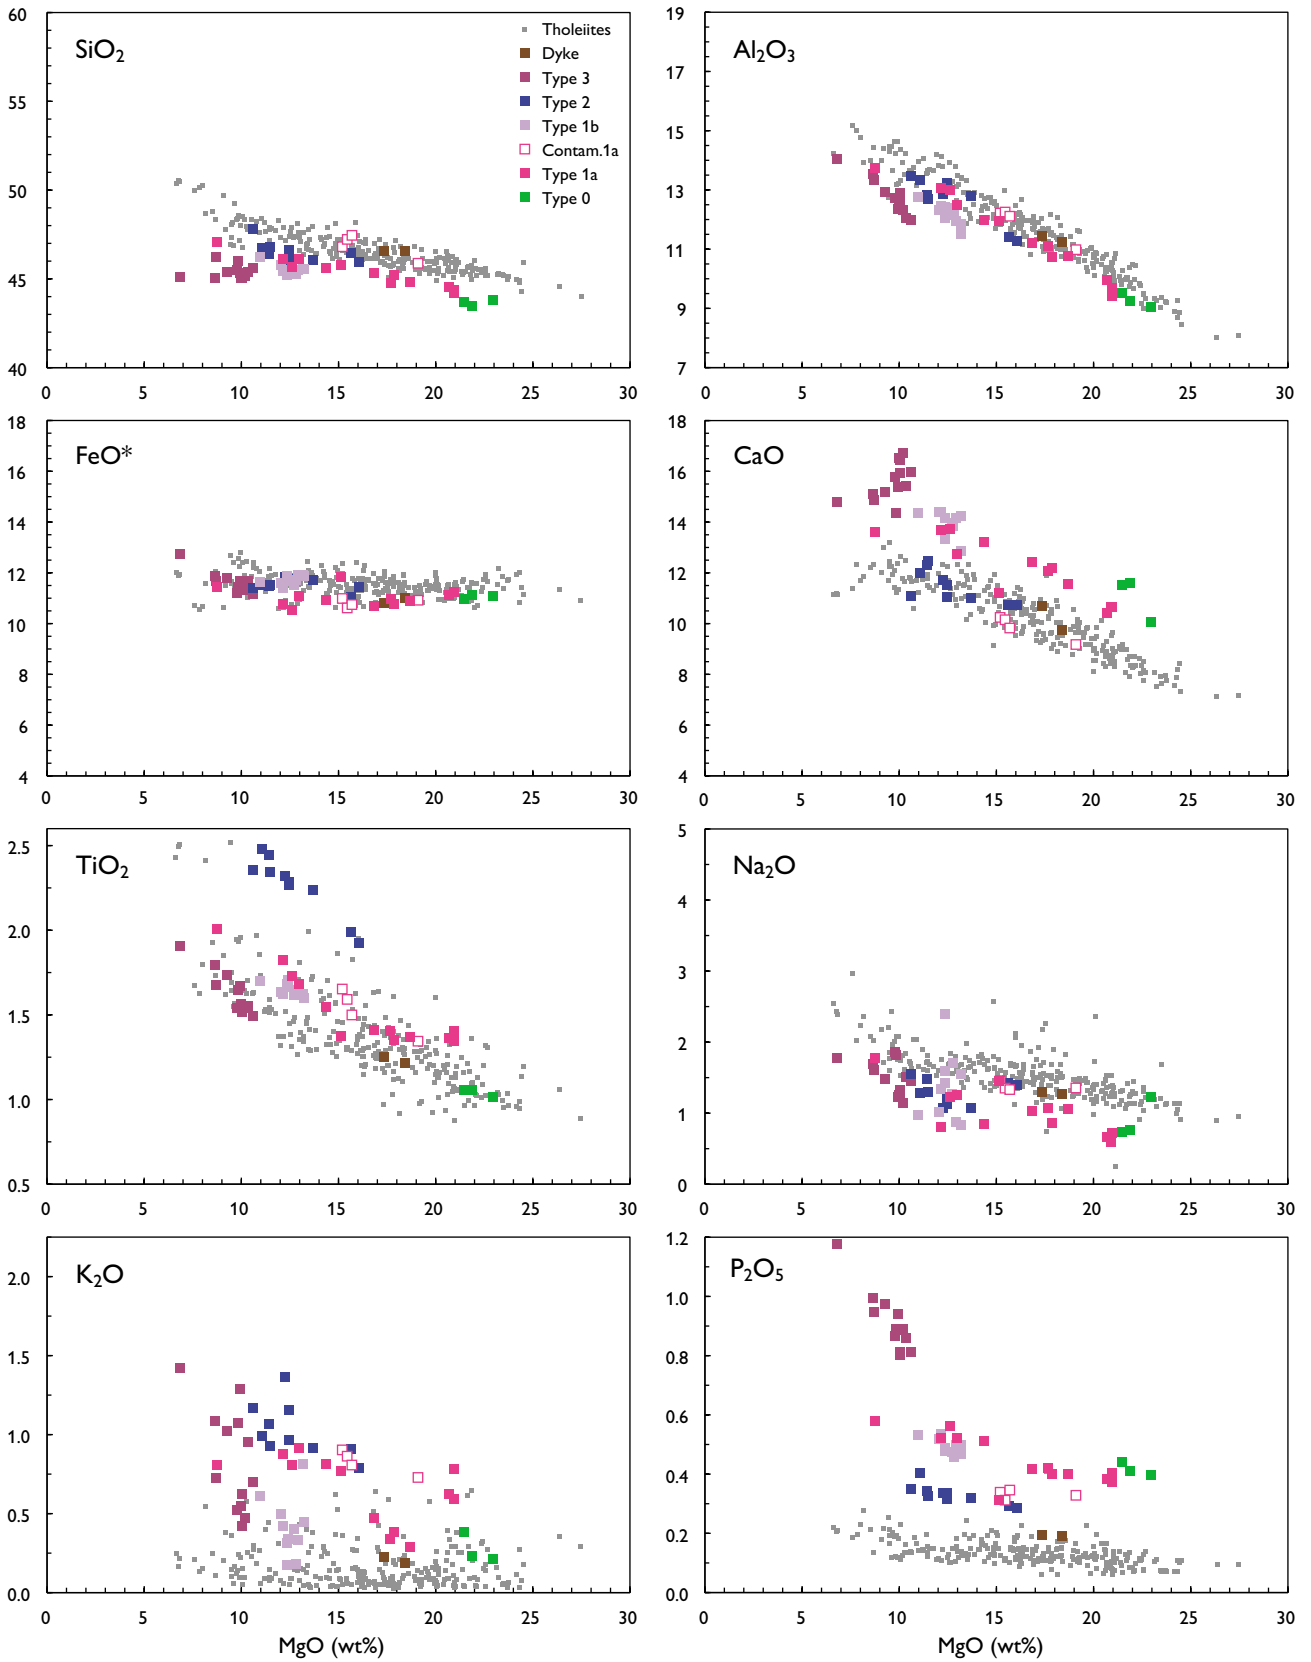 60
55
50
45
40
SiO₂
Tholeiites
Dyke
Type 3
Type 2
Type 1b
Contam.1a
Type 1a
Type 0
0 5 10 15 20 25 30
19
17
15
13
11
9
7
Al₂O₃
0 5 10 15 20 25 30
18
16
14
12
10
8
6
4
FeO*
0 5 10 15 20 25 30
18
16
14
12
10
8
6
4
CaO
0 5 10 15 20 25 30
2.5
2.0
1.5
1.0
0.5
TiO₂
0 5 10 15 20 25 30
5
4
3
2
1
0
Na₂O
0 5 10 15 20 25 30
2.0
1.5
1.0
0.5
0.0
K₂O
0 5 10 15 20 25 30
MgO (wt%)
1.2
1.0
0.8
0.6
0.4
0.2
0.0
P₂O₅
0 5 10 15 20 25 30
MgO (wt%)